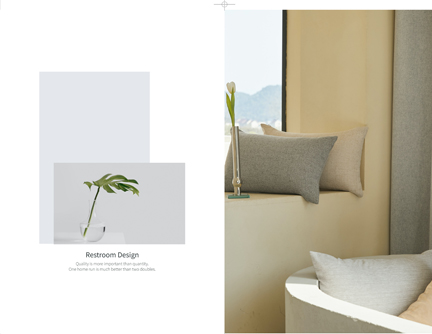 Restroom Design
Quality is more important than quantity.
One home run is much better than two doubles.